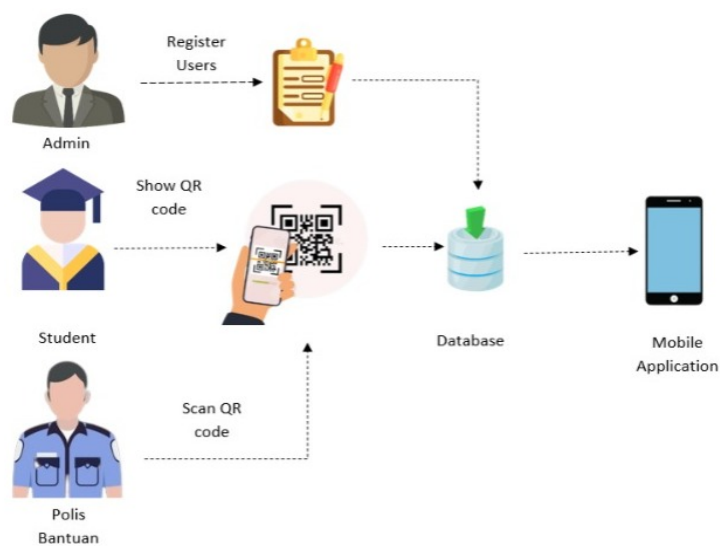 Register
Users
Admin
Show QR
code
Student
Database
Mobile
Application
Scan QR
code
Polis
Bantuan